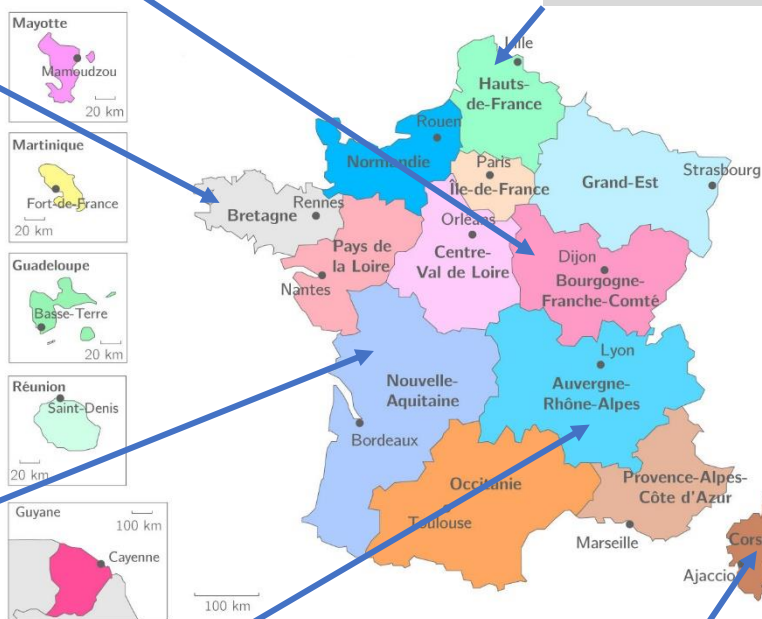 Mayotte
Mamoudzou
20 km
Martinique
Fort-de-France
20 km
Guadeloupe
Basse-Terre
20 km
Réunion
Saint-Denis
20 km
Guyane
100 km
Cayenne
Lille
Hauts-
de-France
Rouen
Normandie
Paris
Île-de-France
Grand-Est
Strasbourg
Rennes
Bretagne
Pays de
la Loire
Nantes
Orléans
Centre-
Val de Loire
Dijon
Bourgogne-
Franche-Comté
Lyon
Auvergne-
Rhône-Alpes
Nouvelle-
Aquitaine
Bordeaux
Occitanie
Toulouse
Provence-Alpes-
Côte d'Azur
Marseille
Cors
Ajaccio
100 km